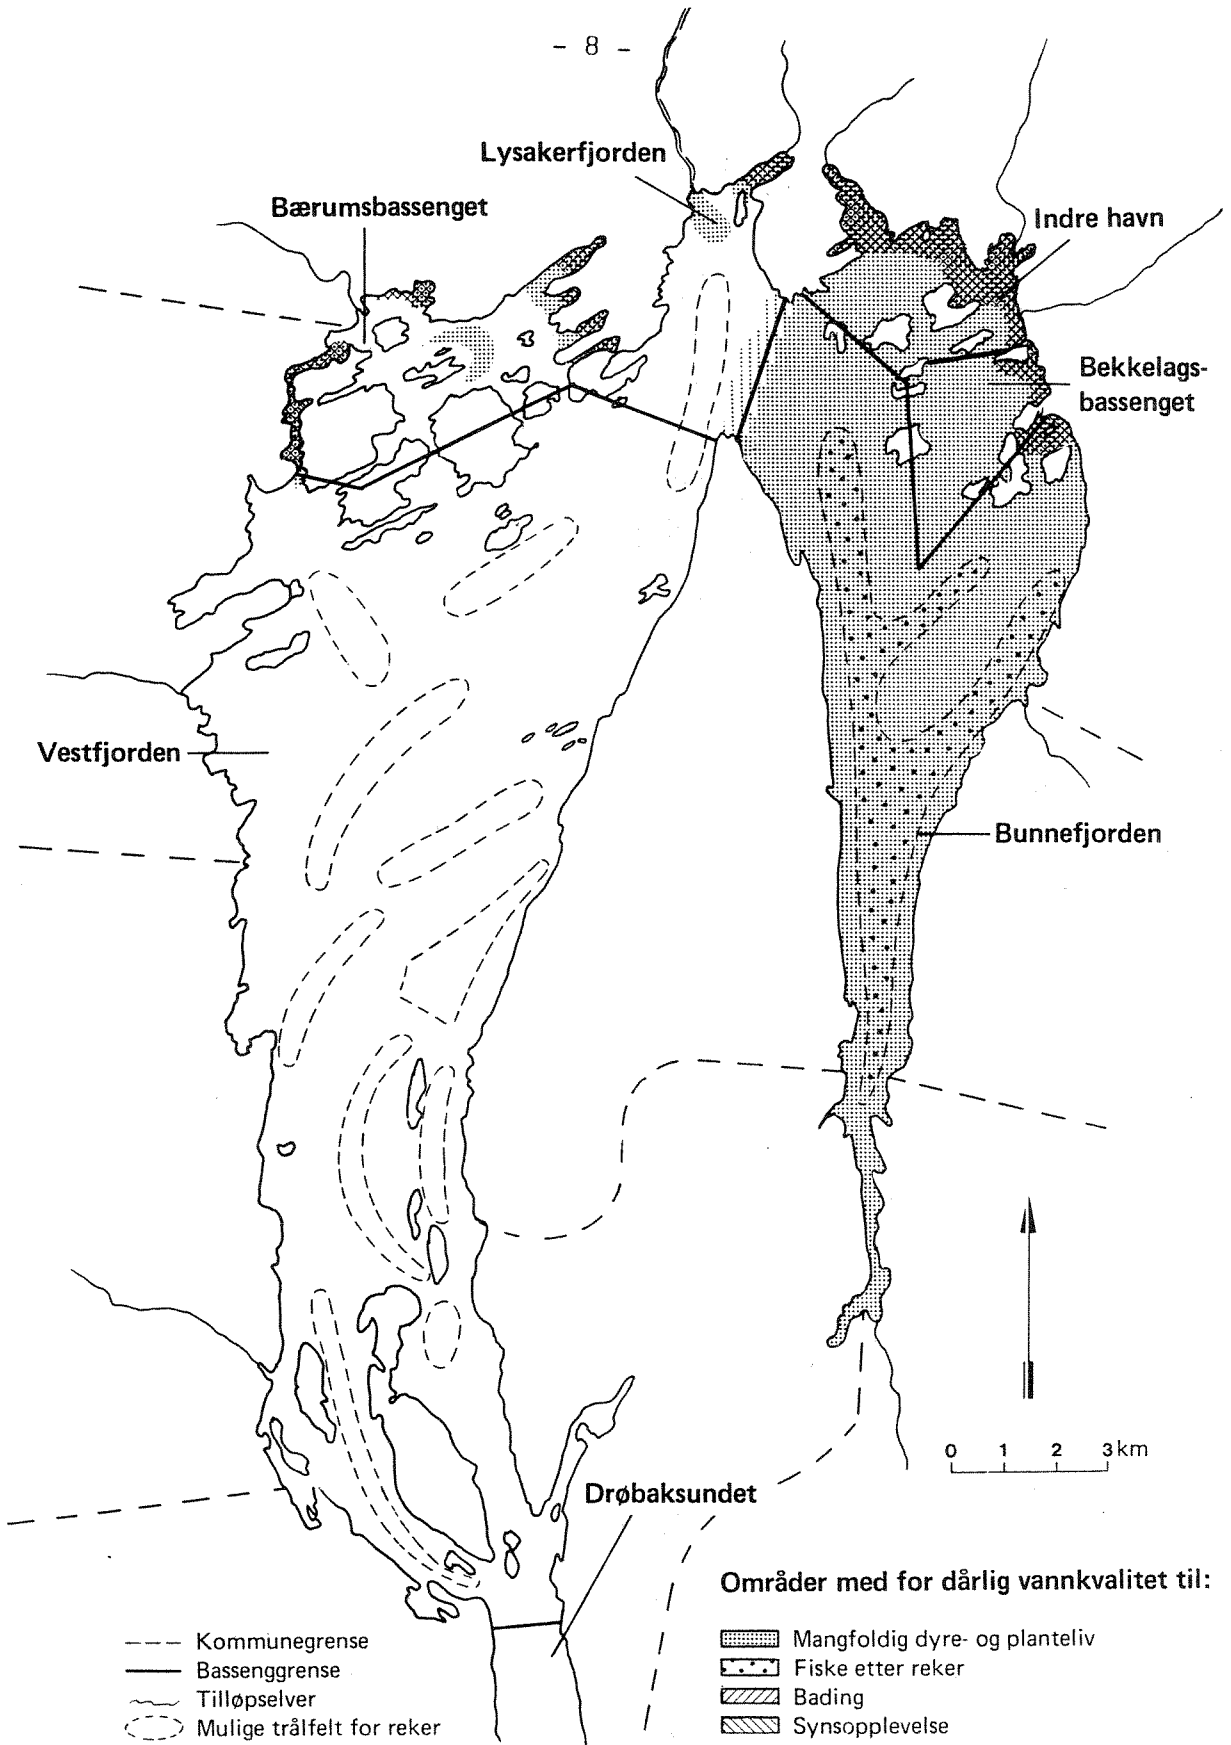 - 8 -
Lysakerfjorden
Bærumsbassenget
Indre havn
Bekkelags-
bassenget
Vestfjorden
Bunnefjorden
0 1 2 3 km
Drøbaksundet
Områder med for dårlig vannkvalitet til:
Mangfoldig dyre- og planteliv
Fiske etter reker
Bading
Synsopplevelse
Kommunegrense
Bassenggrense
Tilløpselver
Mulige trålfelt for reker